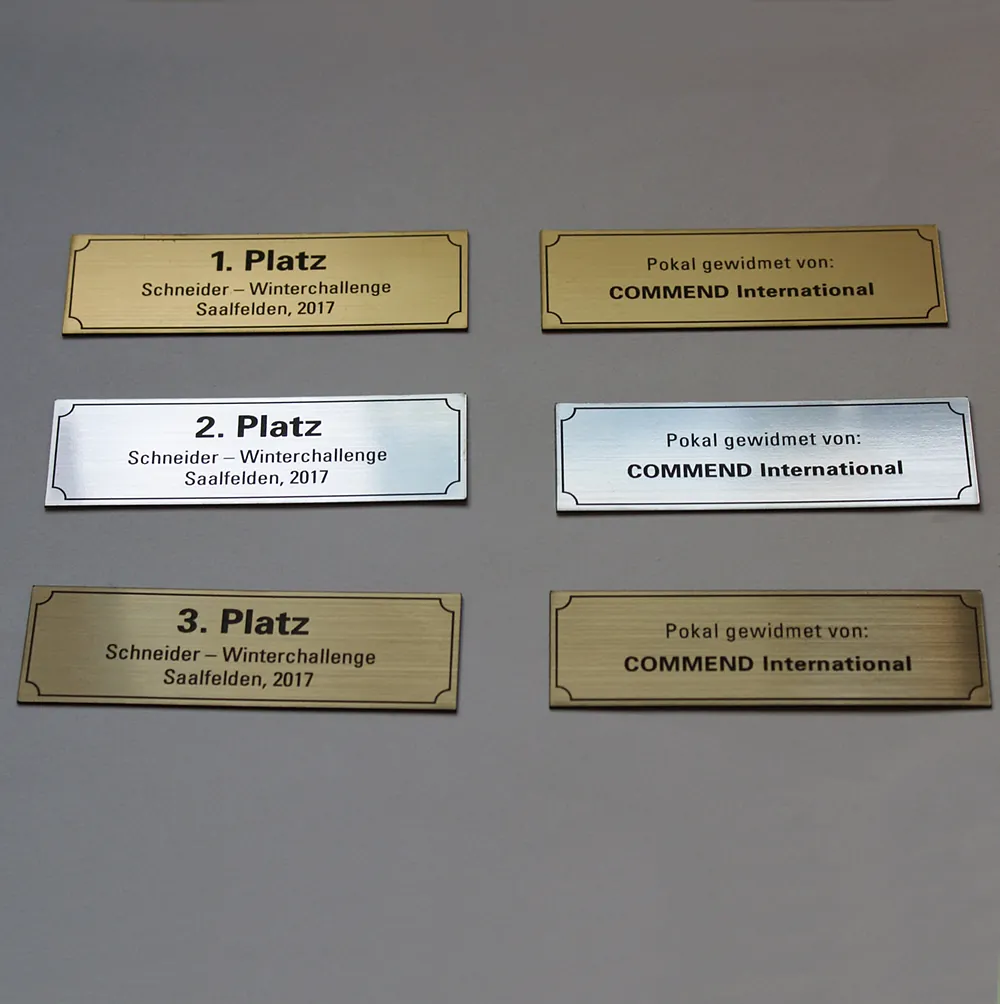 1. Platz
Schneider – Winterchallenge
Saalfelden, 2017
Pokal gewidmet von:
COMMEND International
2. Platz
Schneider – Winterchallenge
Saalfelden, 2017
Pokal gewidmet von:
COMMEND International
3. Platz
Schneider – Winterchallenge
Saalfelden, 2017
Pokal gewidmet von:
COMMEND International